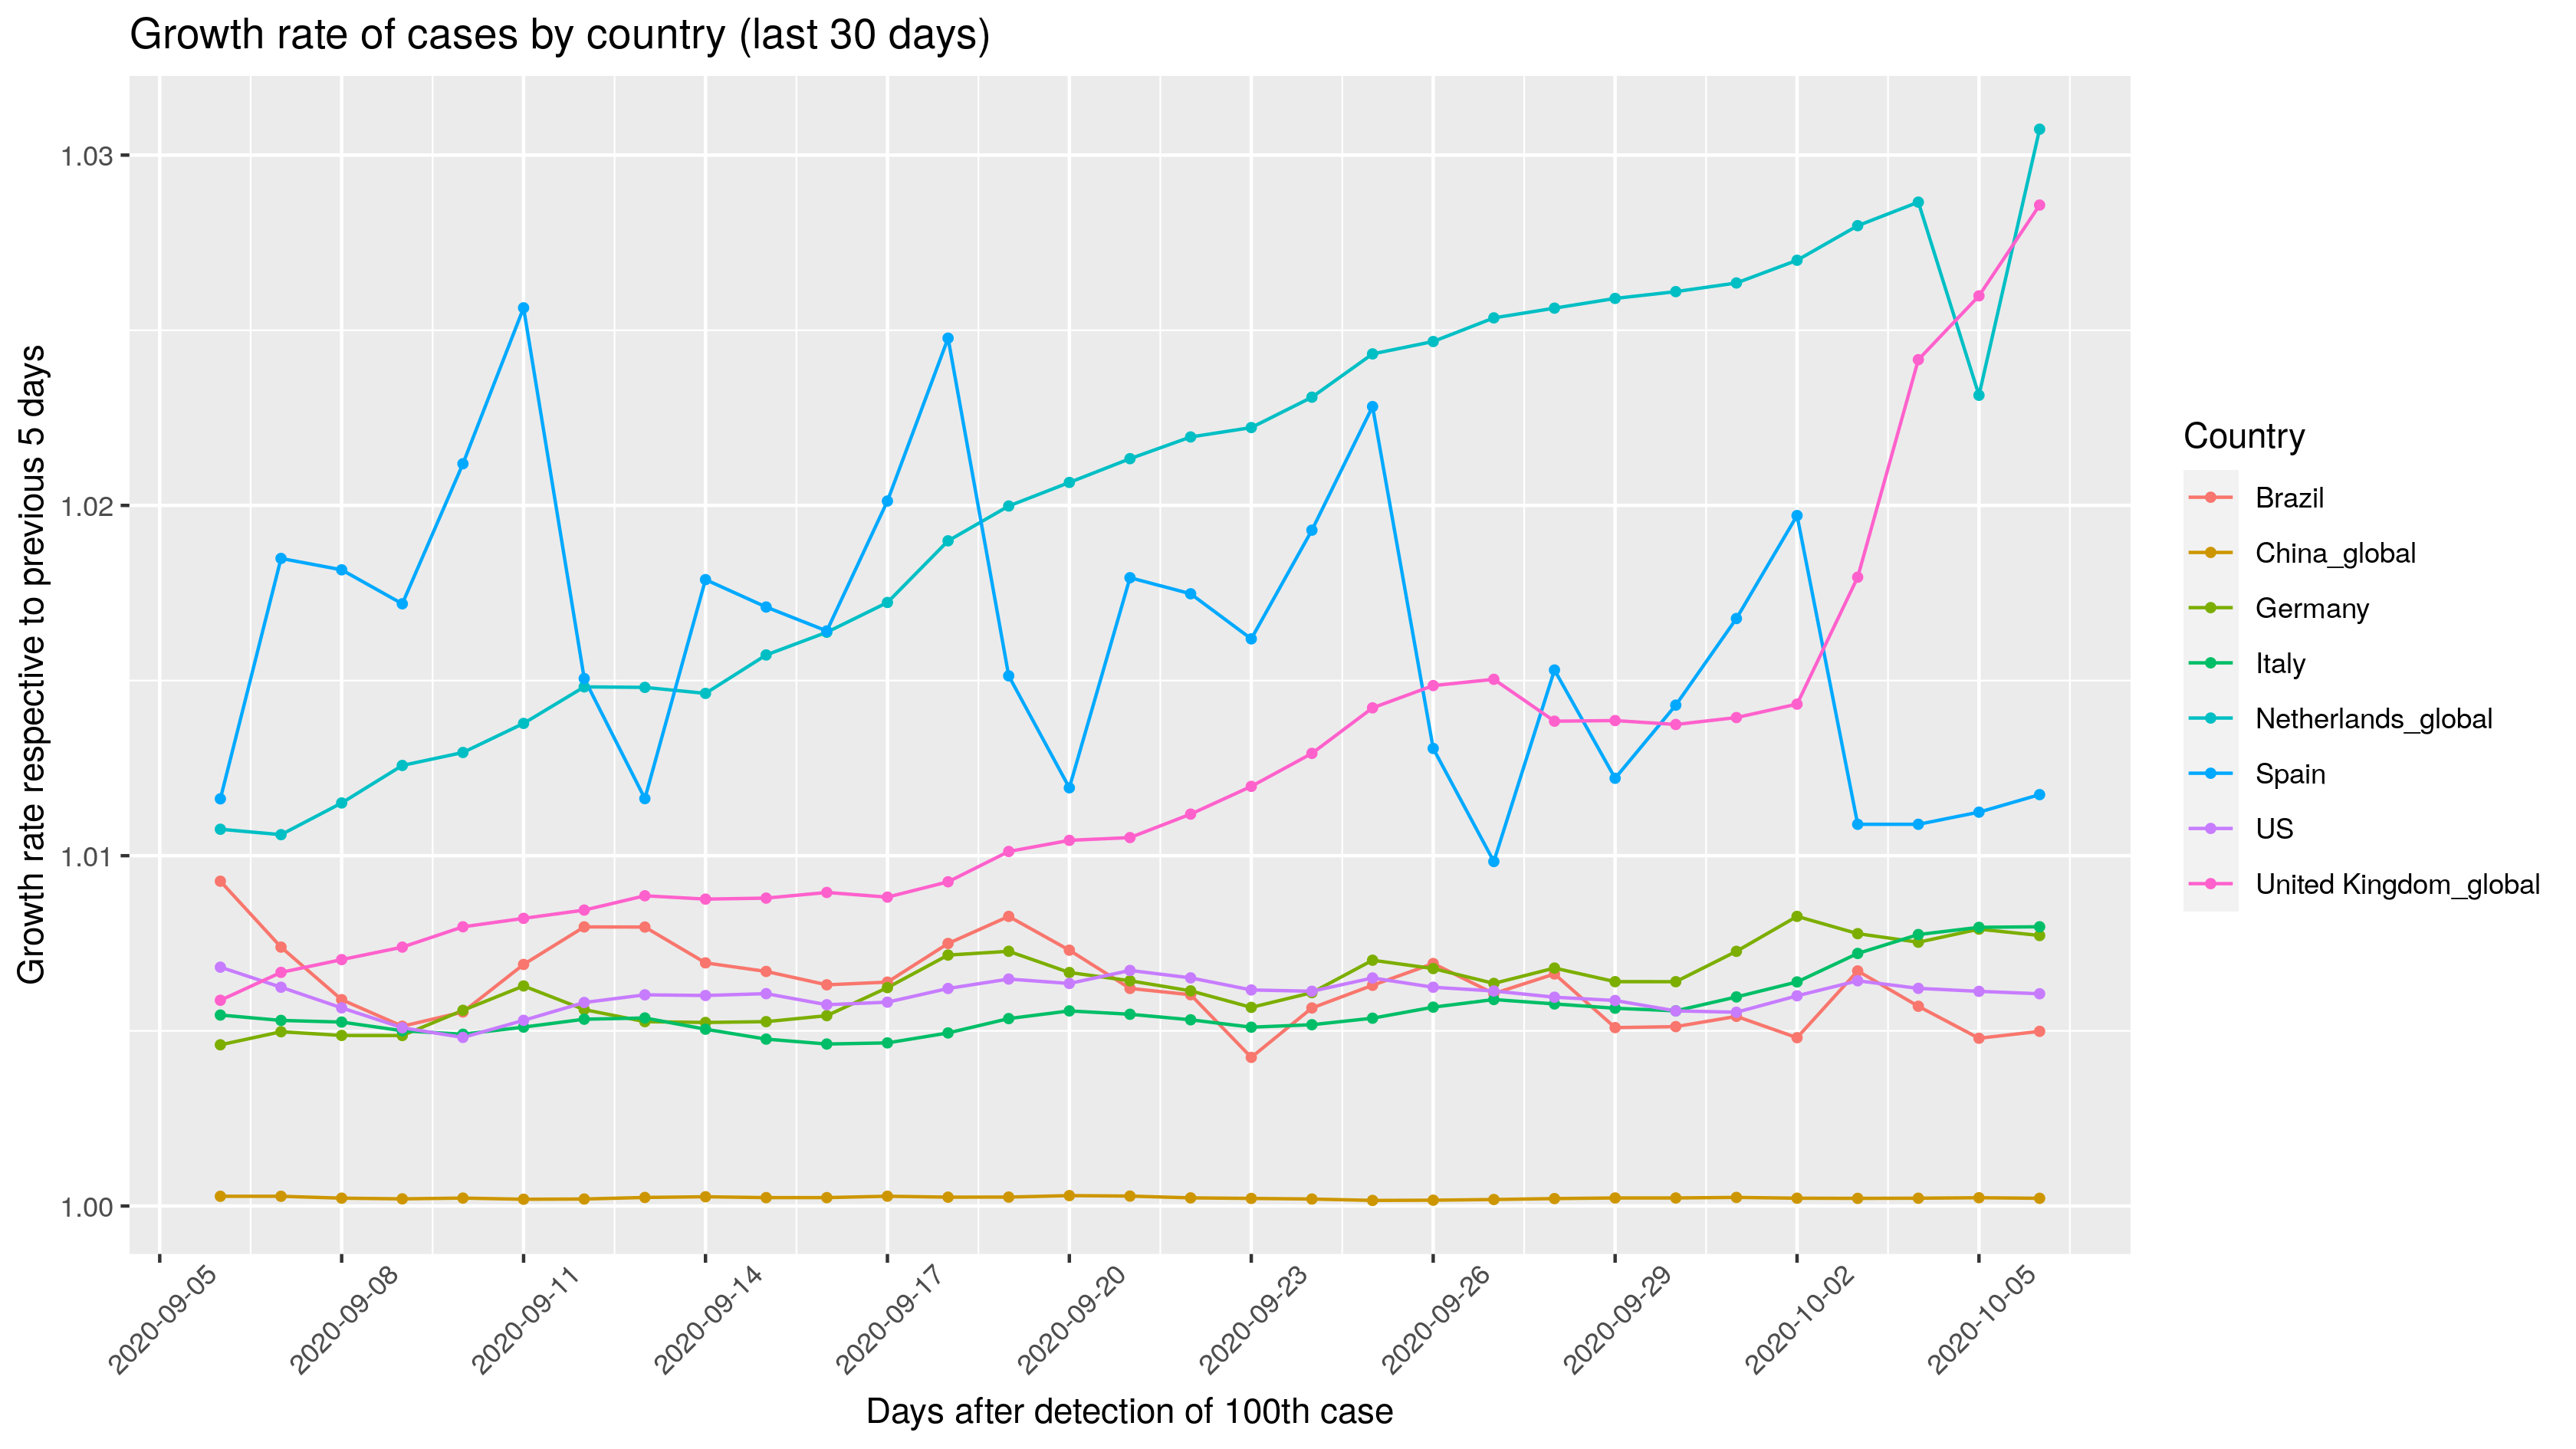 Growth rate of cases by country (last 30 days)
Growth rate respective to previous 5 days
1.03
1.02
1.01
1.00
2020-09-05
2020-09-08
2020-09-11
2020-09-14
2020-09-17
2020-09-20
2020-09-23
2020-09-26
2020-09-29
2020-10-02
2020-10-05
Days after detection of 100th case
Country
Brazil
China_global
Germany
Italy
Netherlands_global
Spain
US
United Kingdom_global